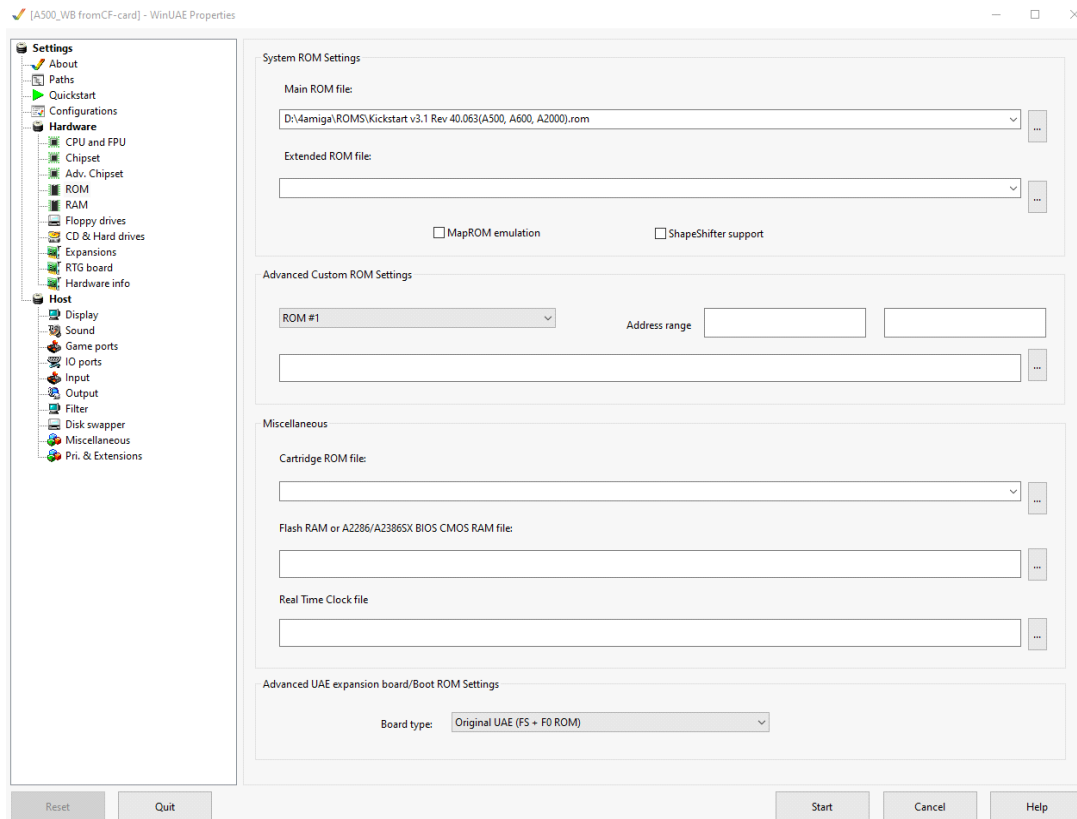 [A500_WB fromCF-card] - WinUAE Properties
Settings
About
Paths
Quickstart
Configurations
Hardware
CPU and FPU
Chipset
Adv. Chipset
ROM
RAM
Floppy drives
CD & Hard drives
Expansions
RTG board
Hardware info
Host
Display
Sound
Game ports
IO ports
Input
Output
Filter
Disk swapper
Miscellaneous
Pri. & Extensions
System ROM Settings
Main ROM file:
D:\4amiga\ROMS\Kickstart v3.1 Rev 40.063(A500, A600, A2000).rom
...
Extended ROM file:
...
MapROM emulation
ShapeShifter support
Advanced Custom ROM Settings
ROM #1
Address range
...
Miscellaneous
Cartridge ROM file:
...
Flash RAM or A2286/A2386SX BIOS CMOS RAM file:
...
Real Time Clock file
...
Advanced UAE expansion board/Boot ROM Settings
Board type:
Original UAE (FS + F0 ROM)
Reset
Quit
Start
Cancel
Help